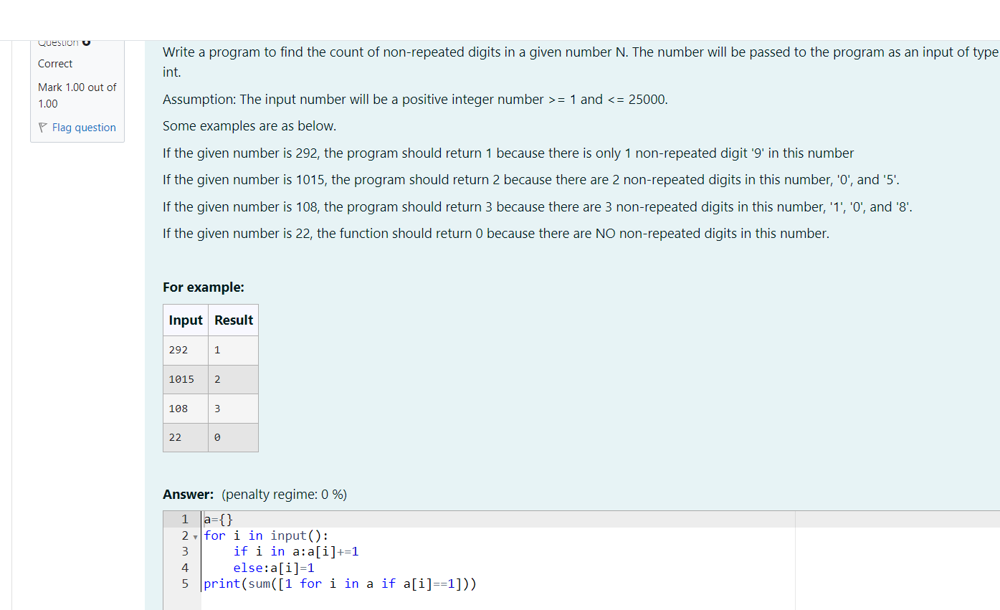 Question 6
Correct
Mark 1.00 out of
1.00
Flag question
Write a program to find the count of non-repeated digits in a given number N. The number will be passed to the program as an input of type
int.
Assumption: The input number will be a positive integer number >= 1 and <= 25000.
Some examples are as below.
If the given number is 292, the program should return 1 because there is only 1 non-repeated digit '9' in this number
If the given number is 1015, the program should return 2 because there are 2 non-repeated digits in this number, '0', and '5'.
If the given number is 108, the program should return 3 because there are 3 non-repeated digits in this number, '1', '0', and '8'.
If the given number is 22, the function should return 0 because there are NO non-repeated digits in this number.
For example:
Input Result
292 1
1015 2
108 3
22 0
Answer: (penalty regime: 0 %)
1 a={}
2 for i in input():
3     if i in a:a[i]+=1
4     else:a[i]=1
5 print(sum([1 for i in a if a[i]==1]))